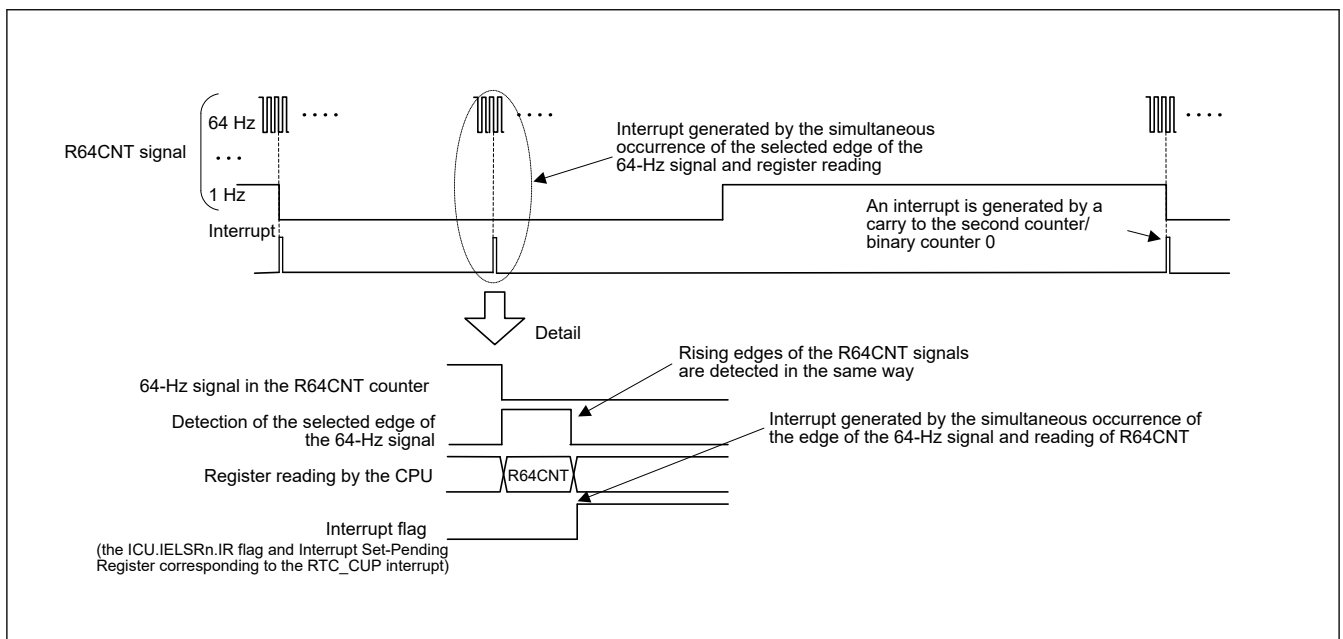 R64CNT signal
64 Hz
. . .
1 Hz
. . . .
. . . .
. . . .
Interrupt generated by the simultaneous
occurrence of the selected edge of the
64-Hz signal and register reading
An interrupt is generated by a
carry to the second counter/
binary counter 0
Interrupt
Detail
Rising edges of the R64CNT signals
are detected in the same way
64-Hz signal in the R64CNT counter
Detection of the selected edge of
the 64-Hz signal
Interrupt generated by the simultaneous occurrence of
the edge of the 64-Hz signal and reading of R64CNT
Register reading by the CPU
R64CNT
Interrupt flag
(the ICU.IELSRn.IR flag and Interrupt Set-Pending
Register corresponding to the RTC_CUP interrupt)